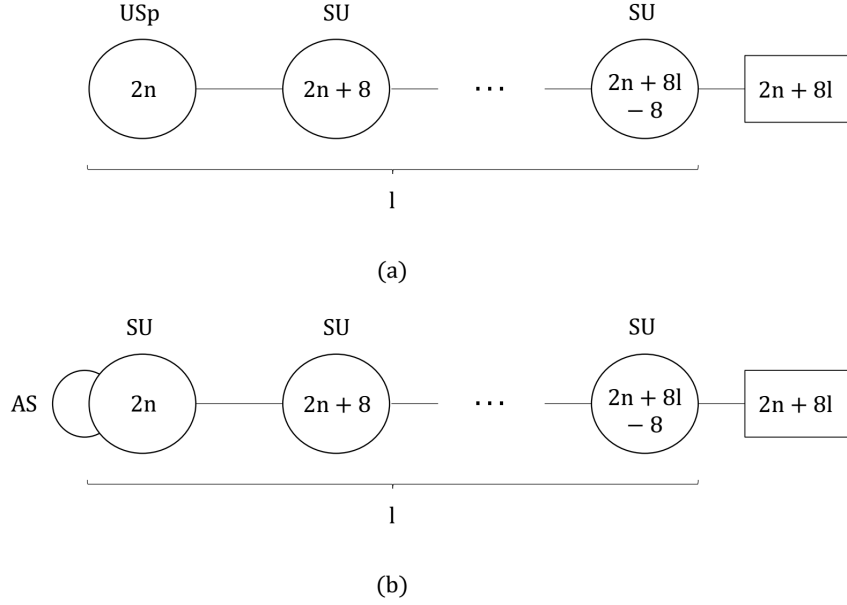 USp SU SU
2n 2n + 8 ⋯ 2n + 8l 2n + 8l
− 8
l
(a)
SU SU SU
AS 2n 2n + 8 ⋯ 2n + 8l 2n + 8l
− 8
l
(b)